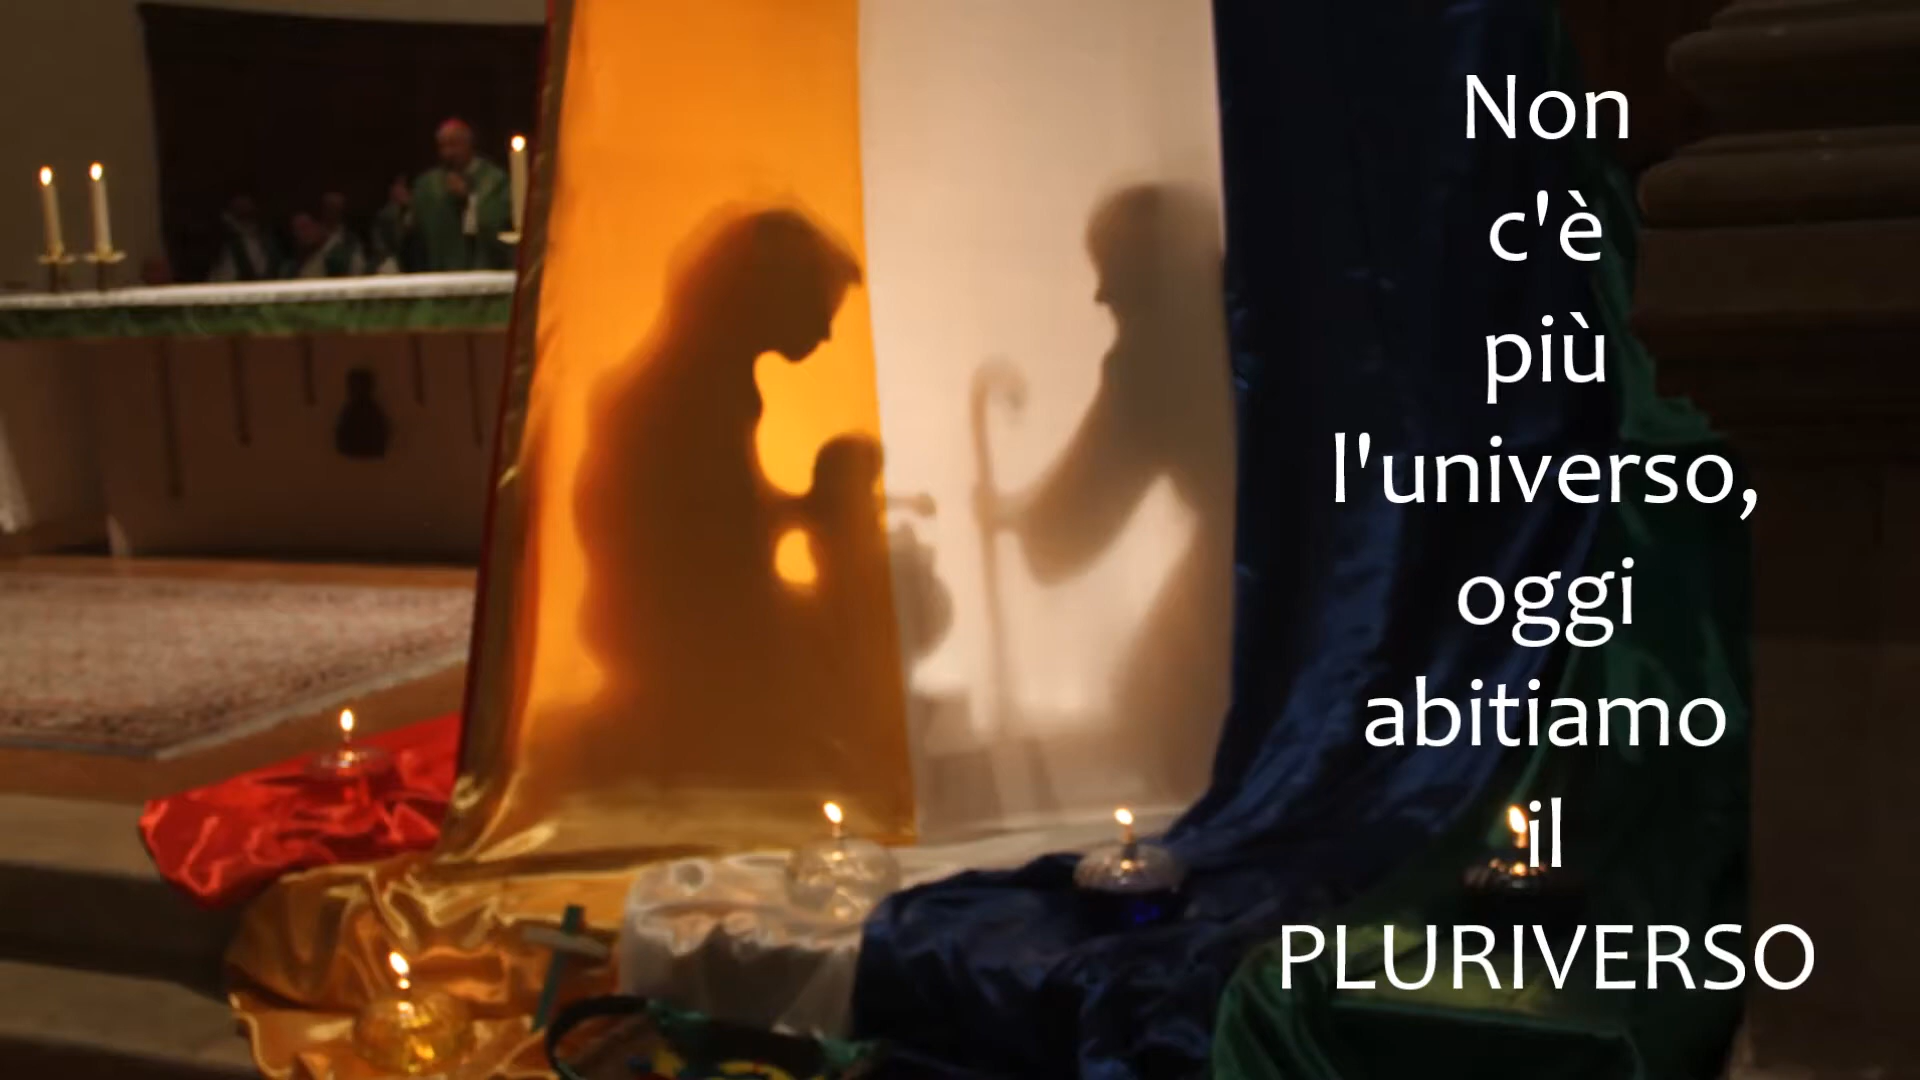 Non
c'è
più
l'universo,
oggi
abitiamo
il
PLURIVERSO